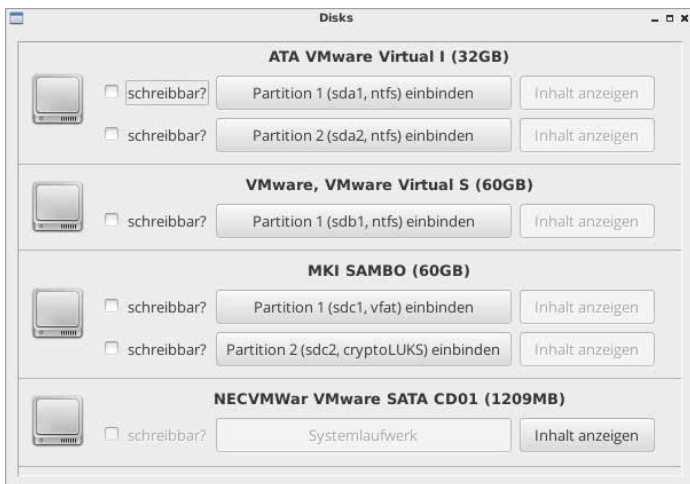 Disks
ATA VMware Virtual I (32GB)
schreibbar? Partition 1 (sda1, ntfs) einbinden Inhalt anzeigen
schreibbar? Partition 2 (sda2, ntfs) einbinden Inhalt anzeigen
VMware, VMware Virtual S (60GB)
schreibbar? Partition 1 (sdb1, ntfs) einbinden Inhalt anzeigen
MKI SAMBO (60GB)
schreibbar? Partition 1 (sdc1, vfat) einbinden Inhalt anzeigen
schreibbar? Partition 2 (sdc2, cryptoLUKS) einbinden Inhalt anzeigen
NECVMWar VMware SATA CD01 (1209MB)
schreibbar? Systemlaufwerk Inhalt anzeigen